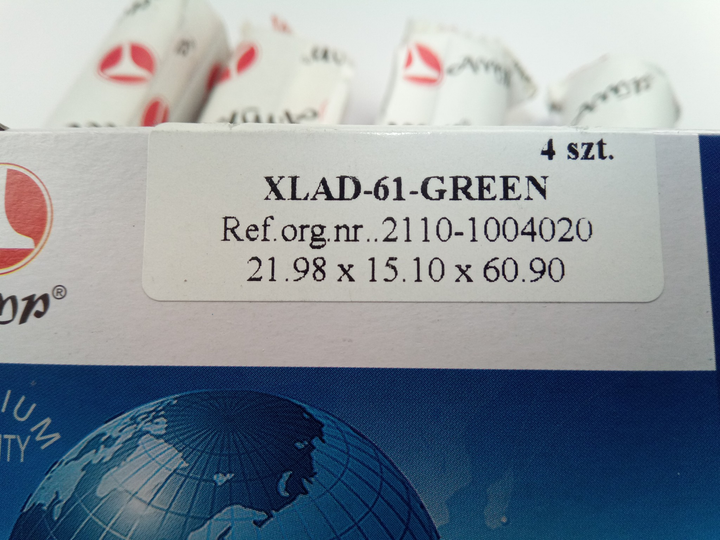 4 szt.
XLAD-61-GREEN
Ref.org.nr..2110-1004020
21.98 x 15.10 x 60.90